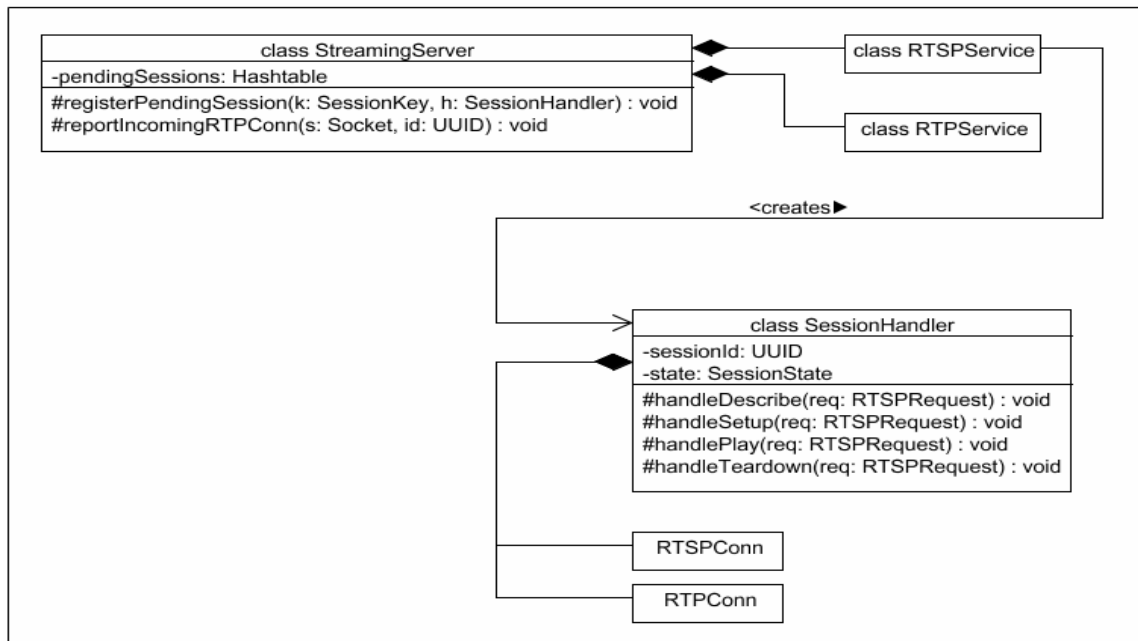 class StreamingServer
-pendingSessions: Hashtable
#registerPendingSession(k: SessionKey, h: SessionHandler) : void
#reportIncomingRTPConn(s: Socket, id: UUID) : void
class RTSPService
class RTPService
<creates►
class SessionHandler
-sessionId: UUID
-state: SessionState
#handleDescribe(req: RTSPRequest) : void
#handleSetup(req: RTSPRequest) : void
#handlePlay(req: RTSPRequest) : void
#handleTeardown(req: RTSPRequest) : void
RTSPConn
RTPConn